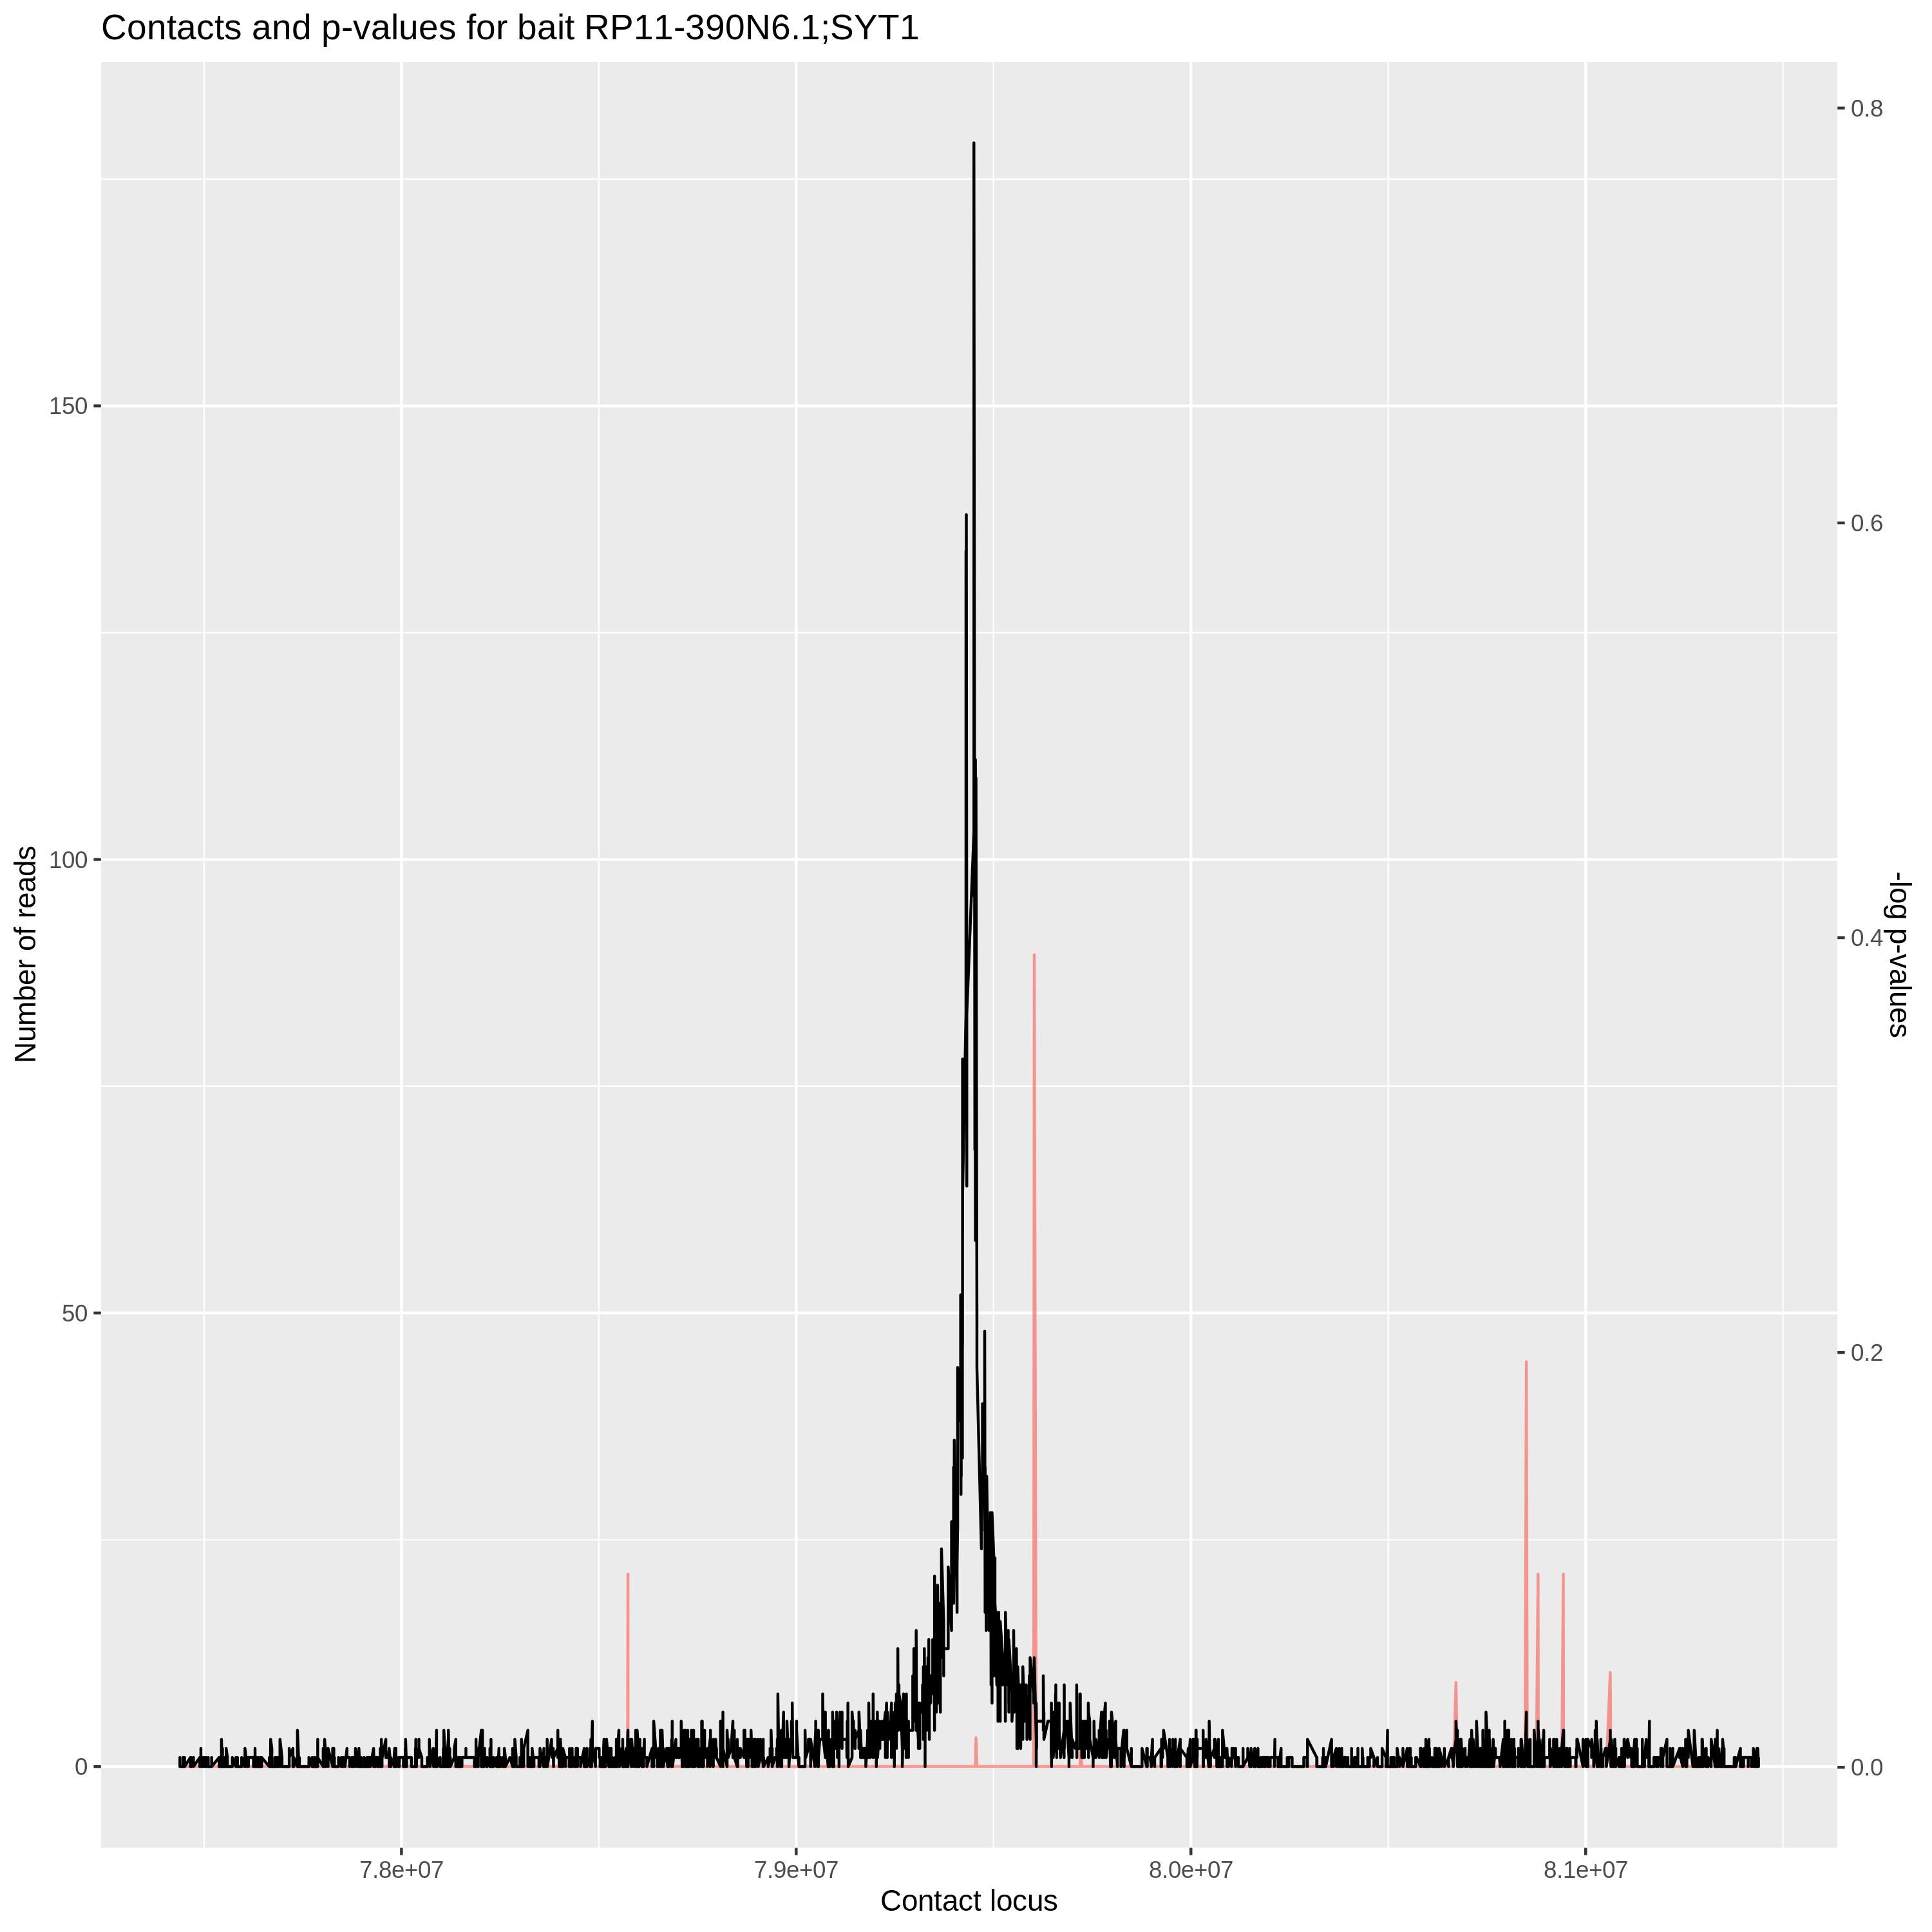 Contacts and p-values for bait RP11-390N6.1;SYT1
Number of reads
150
100
50
0
0.8
0.6
0.4
0.2
0.0
-log p-values
7.8e+07
7.9e+07
8.0e+07
8.1e+07
Contact locus